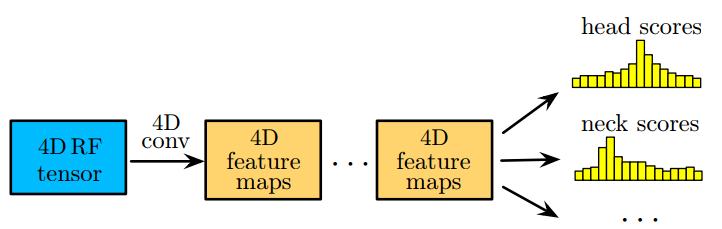 head scores
4D RF
tensor
4D
conv
4D
feature
maps
. . .
4D
feature
maps
neck scores
. . .